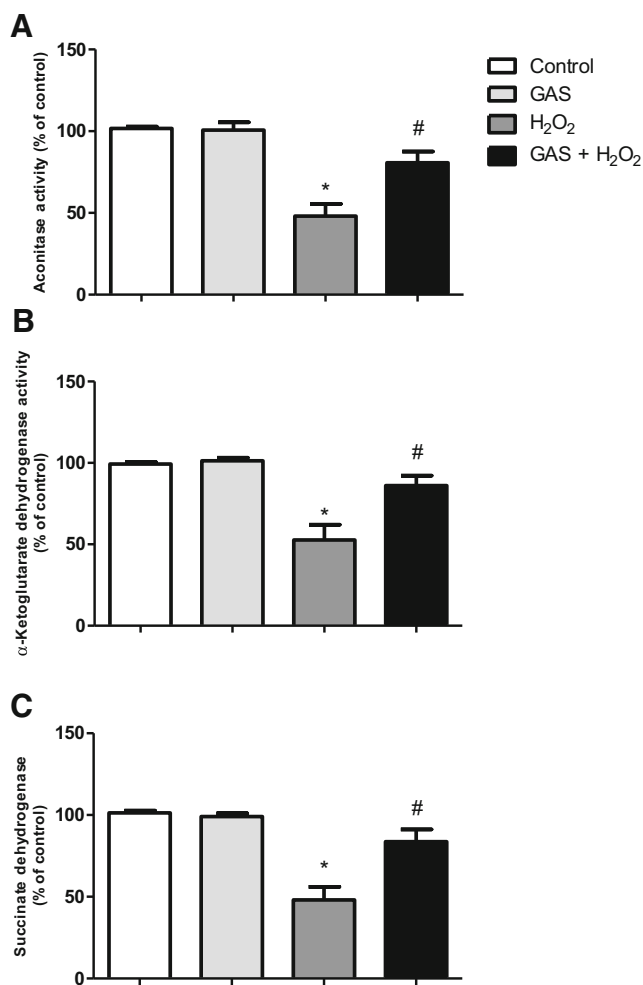 A
Aconitase activity (% of control)
150
100
50
0
*
#
Control
GAS
H₂O₂
GAS + H₂O₂
B
α-Ketoglutarate dehydrogenase activity
(% of control)
150
100
50
0
*
#
C
Succinate dehydrogenase
(% of control)
150
100
50
0
*
#